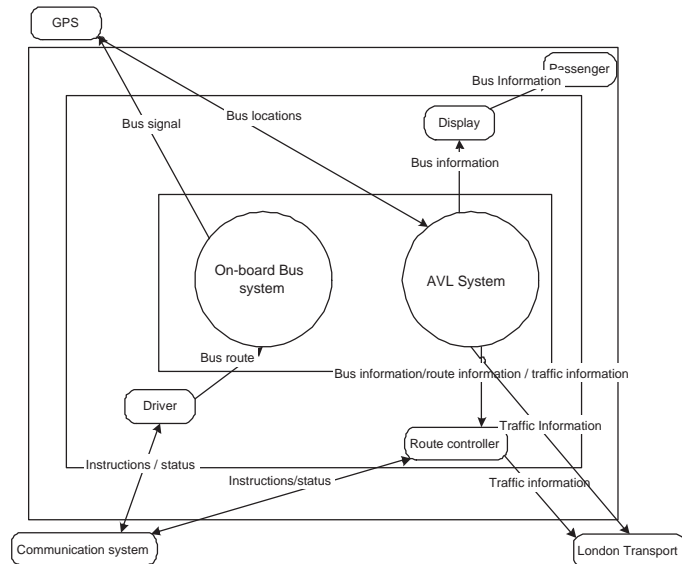 GPS
Passenger
Bus Information
Bus locations
Bus signal
Display
Bus information
On-board Bus
system
AVL System
Bus route
Bus information/route information / traffic information
Driver
Traffic Information
Route controller
Instructions / status
Instructions/status
Traffic information
Communication system
London Transport